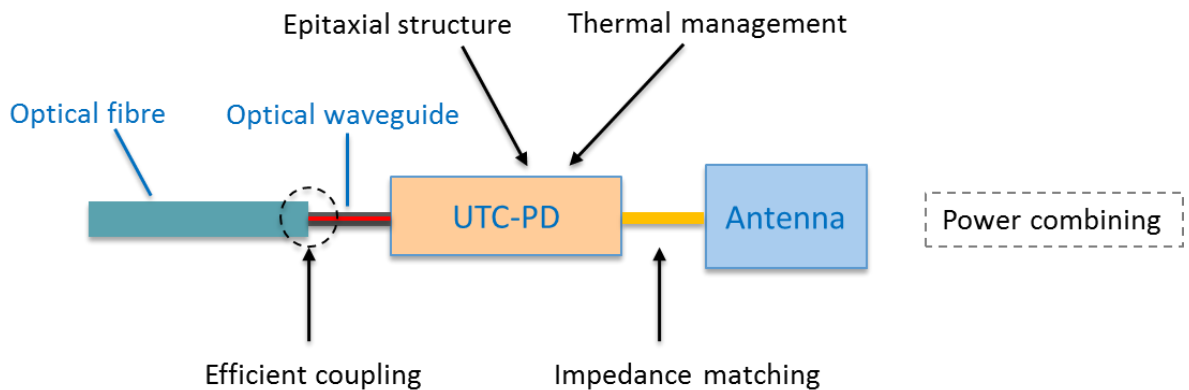 Epitaxial structure
Thermal management
Optical fibre
Optical waveguide
UTC-PD
Antenna
Power combining
Efficient coupling
Impedance matching